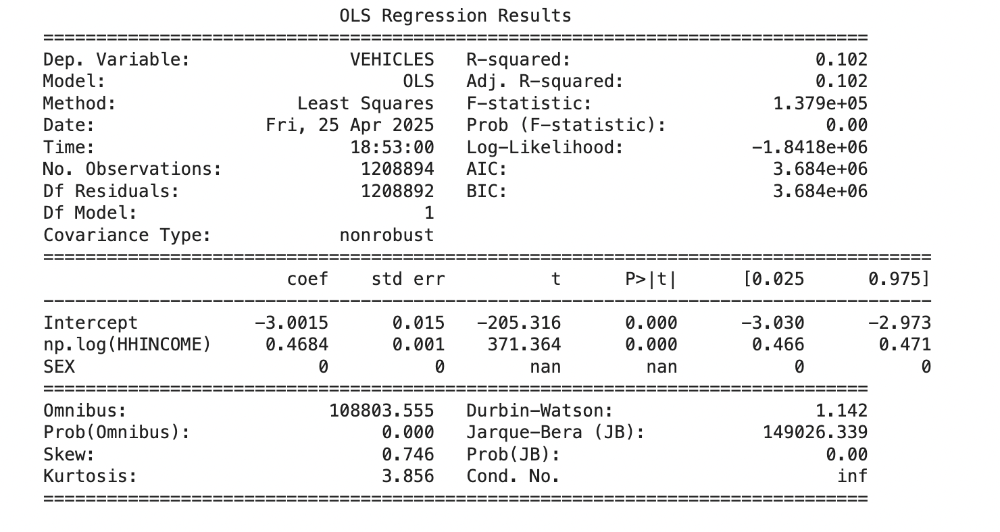 OLS Regression Results
==============================================================================
Dep. Variable:               VEHICLES   R-squared:                       0.102
Model:                            OLS   Adj. R-squared:                  0.102
Method:                 Least Squares   F-statistic:                 1.379e+05
Date:                Fri, 25 Apr 2025   Prob (F-statistic):               0.00
Time:                        18:53:00   Log-Likelihood:            -1.8418e+06
No. Observations:             1208894   AIC:                         3.684e+06
Df Residuals:                 1208892   BIC:                         3.684e+06
Df Model:                           1
Covariance Type:            nonrobust
====================================================================================
                       coef    std err          t      P>|t|      [0.025      0.975]
------------------------------------------------------------------------------------
Intercept           -3.0015      0.015   -205.316      0.000      -3.030      -2.973
np.log(HHINCOME)     0.4684      0.001    371.364      0.000       0.466       0.471
SEX                       0          0        nan        nan           0           0
==============================================================================
Omnibus:                   108803.555   Durbin-Watson:                   1.142
Prob(Omnibus):                  0.000   Jarque-Bera (JB):           149026.339
Skew:                           0.746   Prob(JB):                         0.00
Kurtosis:                       3.856   Cond. No.                          inf
==============================================================================